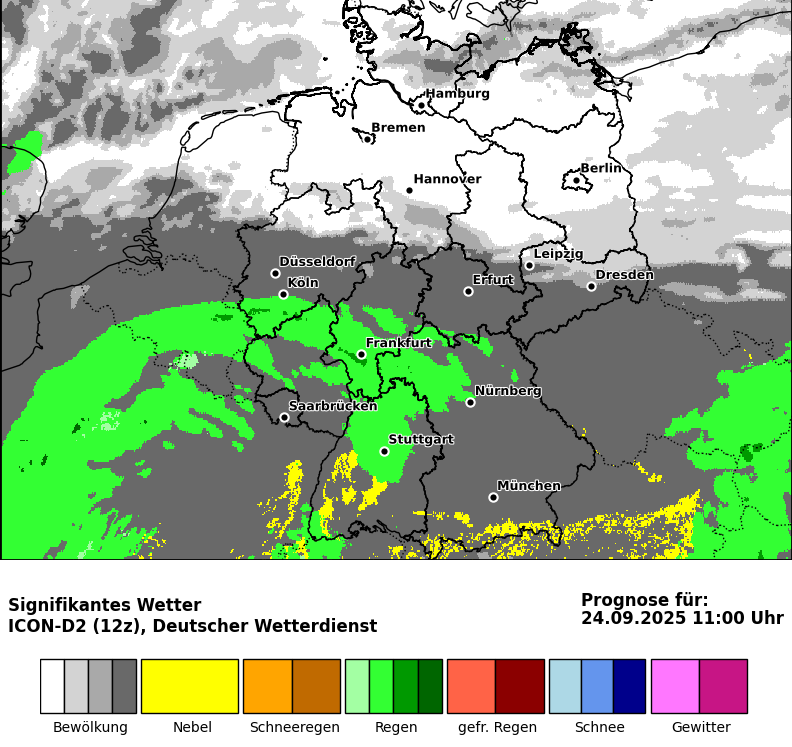 Hamburg
Bremen
Berlin
Hannover
Leipzig
Düsseldorf
Dresden
Erfurt
Köln
Frankfurt
Nürnberg
Saarbrücken
Stuttgart
München
Signifikantes Wetter
ICON-D2 (12z), Deutscher Wetterdienst
Prognose für:
24.09.2025 11:00 Uhr
Bewölkung
Nebel
Schneeregen
Regen
gefr. Regen
Schnee
Gewitter